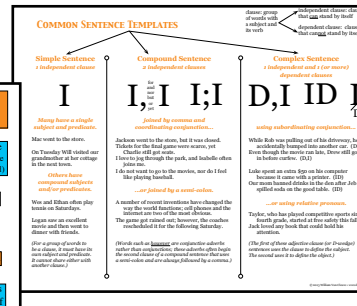 COMMON SENTENCE TEMPLATES
clause: group
of words with
a subject and
its verb
independent clause: clau
that can stand by itself
dependent clause: clau
that cannot stand by itse
Simple Sentence
1 independent clause
I
Many have a single
subject and predicate.
Mac went to the store.
On Tuesday Will visited our
grandmother at her cottage
in the next town.
Others have
compound subjects
and/or predicates.
Wes and Ethan often play
tennis on Saturdays.
Logan saw an excellent
movie and then went to
dinner with friends.
(For a group of words to
be a clause, it must have its
own subject and predicate.
It cannot share either with
another clause.)
Compound Sentence
2 independent clauses
I, for and nor but or yet I I;I
joined by comma and
coordinating conjunction...
Jackson went to the store, but it was closed.
Tickets for the final game were scarce, yet
Charlie still got seats.
I love to jog through the park, and Isabelle often
joins me.
I do not want to go to the movies, nor do I feel
like playing baseball.
...or joined by a semi-colon.
A number of recent inventions have changed the
way the world functions; cell phones and the
internet are two of the most obvious.
The game got rained out; however, the coaches
rescheduled it for the following Saturday.
(Words such as however are conjunctive adverbs
rather than conjunctions; these adverbs often begin
the second clause of a compound sentence that uses
a semi-colon and are always followed by a comma.)
Complex Sentence
1 independent and 1 (or more)
dependent clauses
D,I ID
using subordinating conjunction...
While Rob was pulling out of his driveway, he
accidentally bumped into another car. (D,I)
Even though the movie ran late, Drew still go
in before curfew. (D,I)
Luke spent an extra $50 on his computer
because it came with a printer. (ID)
Our mom banned drinks in the den after Jeb
spilled soda on the good table. (ID)
...or using relative pronoun.
Taylor, who has played competitive sports sin
fourth grade, started at free safety this fall
Jack loved any book that could hold his
attention.
(The first of these adjective clause (or D-wedge)
sentences uses the clause to define the subject.
The second uses it to define the object.)